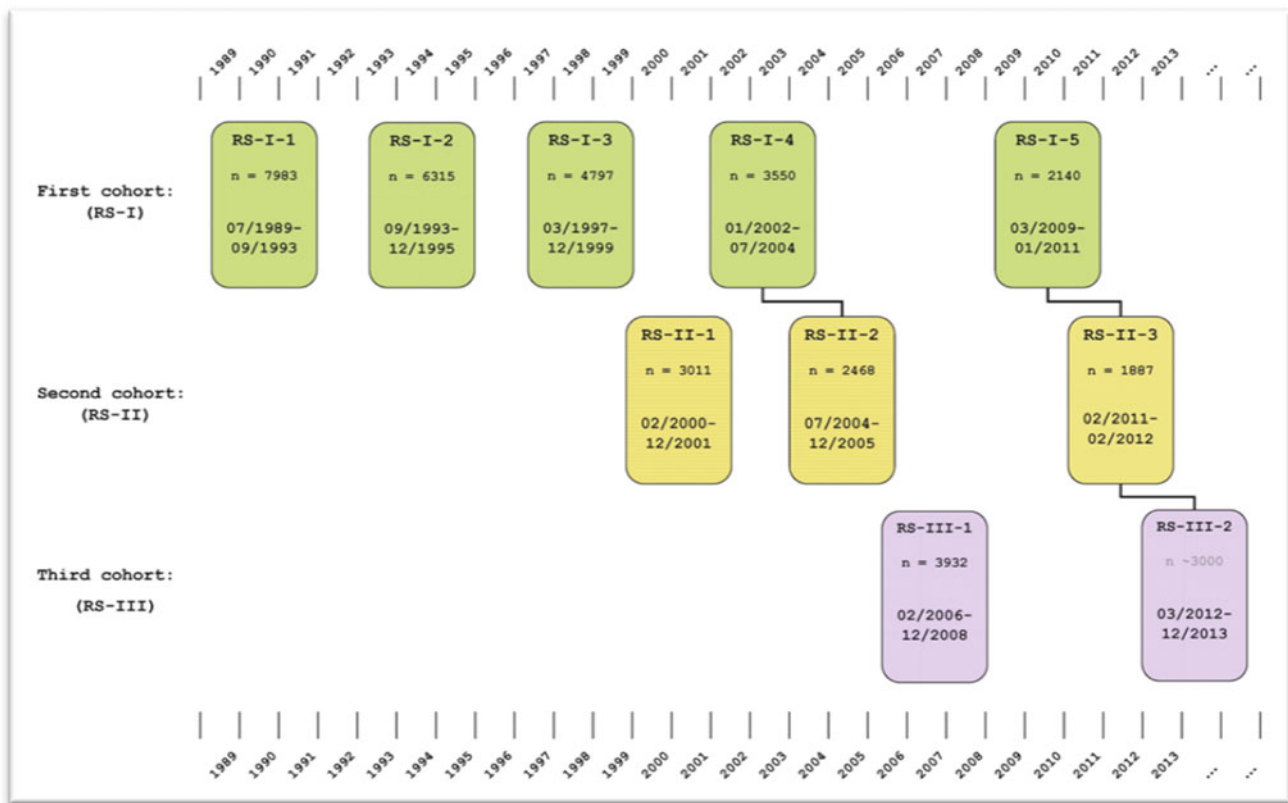 1989 1990 1991 1992 1993 1994 1995 1996 1997 1998 1999 2000 2001 2002 2003 2004 2005 2006 2007 2008 2009 2010 2011 2012 2013 ... ...
First cohort:
(RS-I)
RS-I-1
n = 7983
07/1989-
09/1993
RS-I-2
n = 6315
09/1993-
12/1995
RS-I-3
n = 4797
03/1997-
12/1999
RS-I-4
n = 3550
01/2002-
07/2004
RS-I-5
n = 2140
03/2009-
01/2011
Second cohort:
(RS-II)
RS-II-1
n = 3011
02/2000-
12/2001
RS-II-2
n = 2468
07/2004-
12/2005
RS-II-3
n = 1887
02/2011-
02/2012
Third cohort:
(RS-III)
RS-III-1
n = 3932
02/2006-
12/2008
RS-III-2
n ~3000
03/2012-
12/2013
1989 1990 1991 1992 1993 1994 1995 1996 1997 1998 1999 2000 2001 2002 2003 2004 2005 2006 2007 2008 2009 2010 2011 2012 2013 ... ...